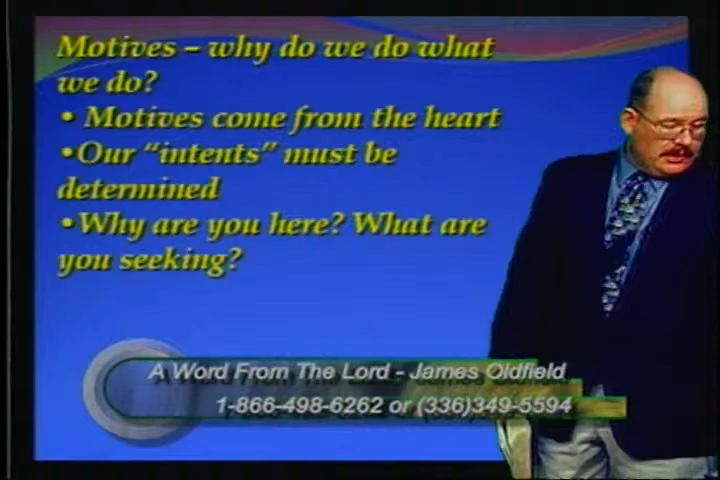 Motives – why do we do what
we do?
• Motives come from the heart
•Our “intents” must be
determined
•Why are you here? What are
you seeking?
A Word From The Lord - James Oldfield
1-866-498-6262 or (336)349-5594